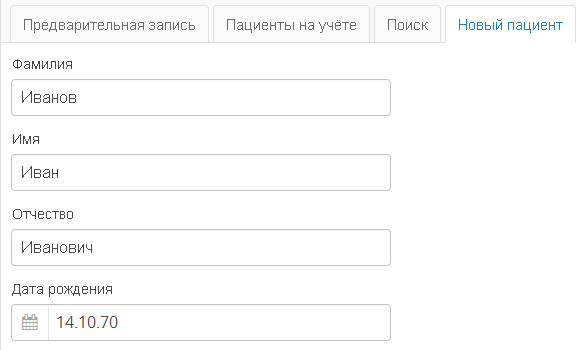 Предварительная запись Пациенты на учёте Поиск Новый пациент
Фамилия
Иванов
Имя
Иван
Отчество
Иванович
Дата рождения
14.10.70